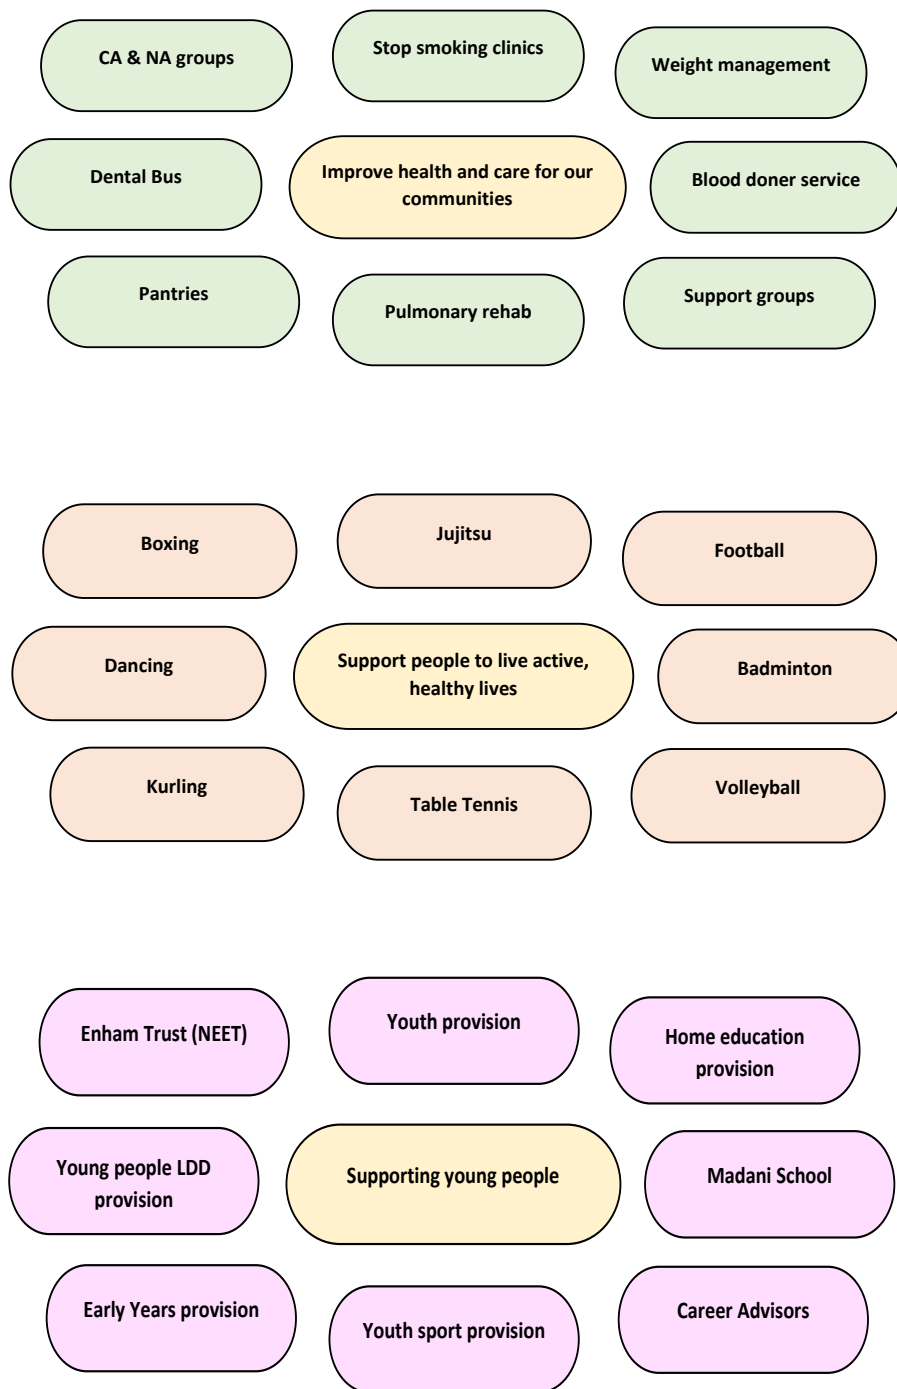 CA & NA groups
Stop smoking clinics
Weight management
Dental Bus
Improve health and care for our
communities
Blood doner service
Pantries
Pulmonary rehab
Support groups
Boxing
Jujitsu
Football
Dancing
Support people to live active,
healthy lives
Badminton
Kurling
Table Tennis
Volleyball
Enham Trust (NEET)
Youth provision
Home education
provision
Young people LDD
provision
Supporting young people
Madani School
Early Years provision
Youth sport provision
Career Advisors